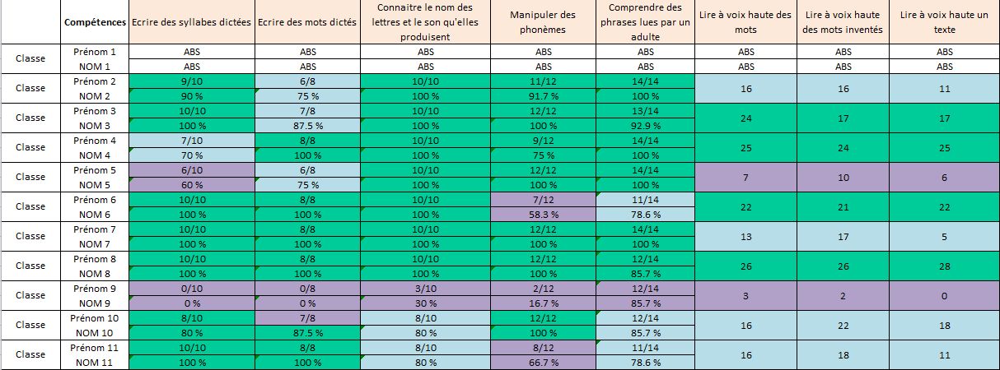 Compétences Ecrire des syllabes dictées Ecrire des mots dictés Connaitre le nom des lettres et le son qu'elles produisent Manipuler des phonèmes Comprendre des phrases lues par un adulte Lire à voix haute des mots Lire à voix haute des mots inventés Lire à voix haute un texte
Classe Prénom 1 ABS ABS ABS ABS ABS ABS ABS ABS
NOM 1 ABS ABS ABS ABS ABS ABS ABS ABS
Classe Prénom 2 9/10 6/8 10/10 11/12 14/14 16 16 11
NOM 2 90 % 75 % 100 % 91.7 % 100 %
Classe Prénom 3 10/10 7/8 10/10 12/12 13/14 24 17 17
NOM 3 100 % 87.5 % 100 % 100 % 92.9 %
Classe Prénom 4 7/10 8/8 10/10 9/12 14/14 25 24 25
NOM 4 70 % 100 % 100 % 75 % 100 %
Classe Prénom 5 6/10 6/8 10/10 12/12 14/14 7 10 6
NOM 5 60 % 75 % 100 % 100 % 100 %
Classe Prénom 6 10/10 8/8 10/10 7/12 11/14 22 21 22
NOM 6 100 % 100 % 100 % 58.3 % 78.6 %
Classe Prénom 7 10/10 8/8 10/10 12/12 14/14 13 17 5
NOM 7 100 % 100 % 100 % 100 % 100 %
Classe Prénom 8 10/10 8/8 10/10 12/12 12/14 26 26 28
NOM 8 100 % 100 % 100 % 100 % 85.7 %
Classe Prénom 9 0/10 0/8 3/10 2/12 12/14 3 2 0
NOM 9 0 % 0 % 30 % 16.7 % 85.7 %
Classe Prénom 10 8/10 7/8 8/10 12/12 12/14 16 22 18
NOM 10 80 % 87.5 % 80 % 100 % 85.7 %
Classe Prénom 11 10/10 8/8 8/10 8/12 11/14 16 18 11
NOM 11 100 % 100 % 80 % 66.7 % 78.6 %